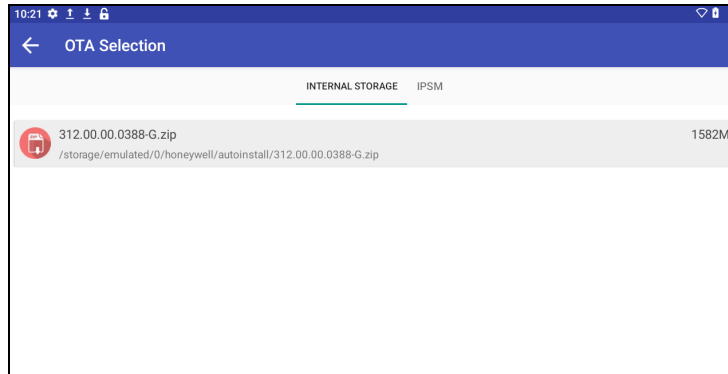 10:21
OTA Selection
INTERNAL STORAGE IPSM
312.00.00.0388-G.zip 1582M
/storage/emulated/0/honeywell/autoinstall/312.00.00.0388-G.zip